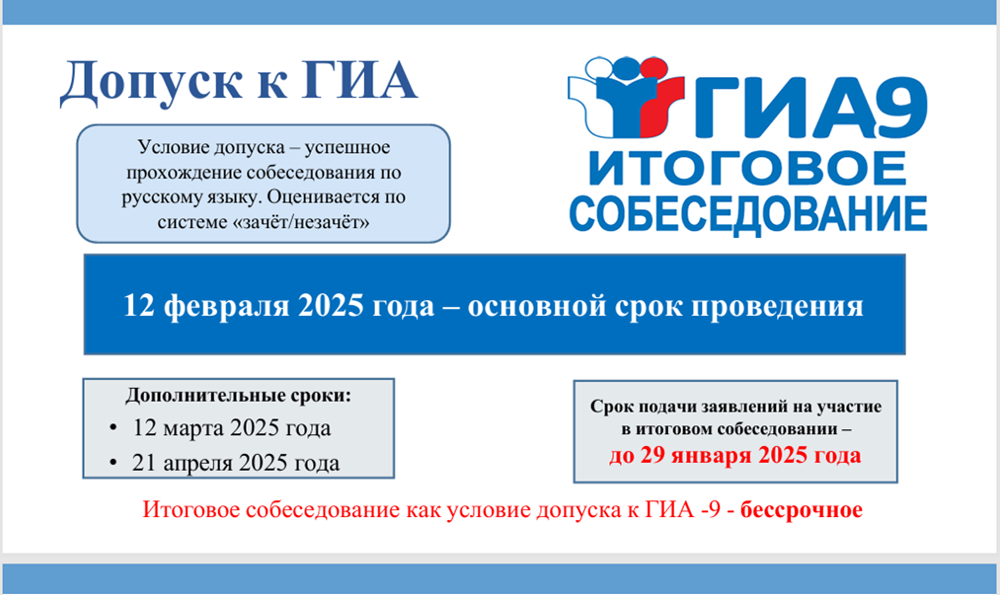 Допуск к ГИА
ГИА9
ИТОГОВОЕ
СОБЕСЕДОВАНИЕ
Условие допуска – успешное
прохождение собеседования по
русскому языку. Оценивается по
системе «зачёт/незачёт»
12 февраля 2025 года – основной срок проведения
Дополнительные сроки:
• 12 марта 2025 года
• 21 апреля 2025 года
Срок подачи заявлений на участие
в итоговом собеседовании –
до 29 января 2025 года
Итоговое собеседование как условие допуска к ГИА -9 - бессрочное